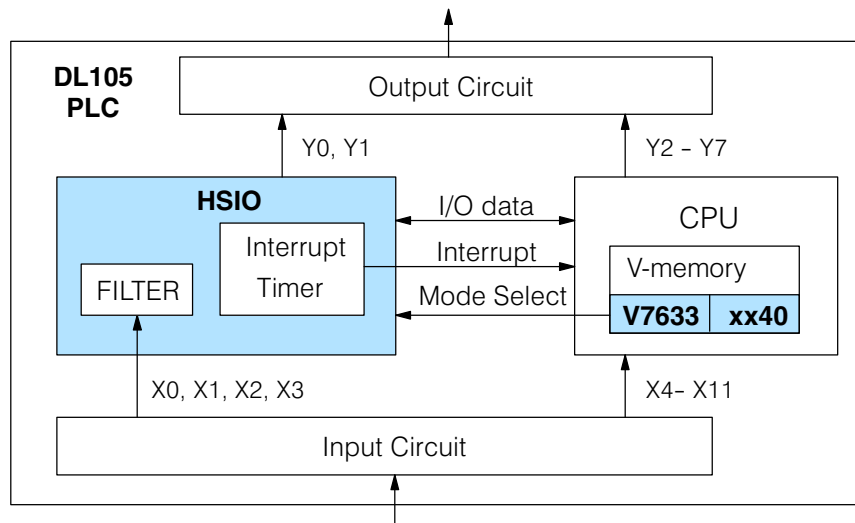 DL105
PLC
Output Circuit
Y0, Y1
Y2 – Y7
HSIO
I/O data
CPU
Interrupt
Timer
Interrupt
V-memory
FILTER
Mode Select
V7633 xx40
X0, X1, X2, X3
X4– X11
Input Circuit